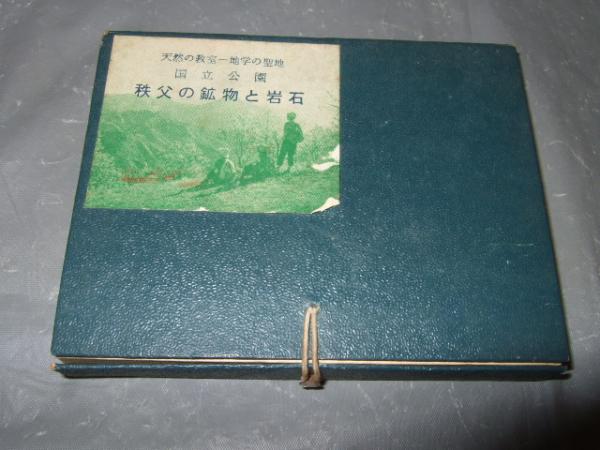 天然の教室ー地学の聖地
国立公園
秩父の鉱物と岩石